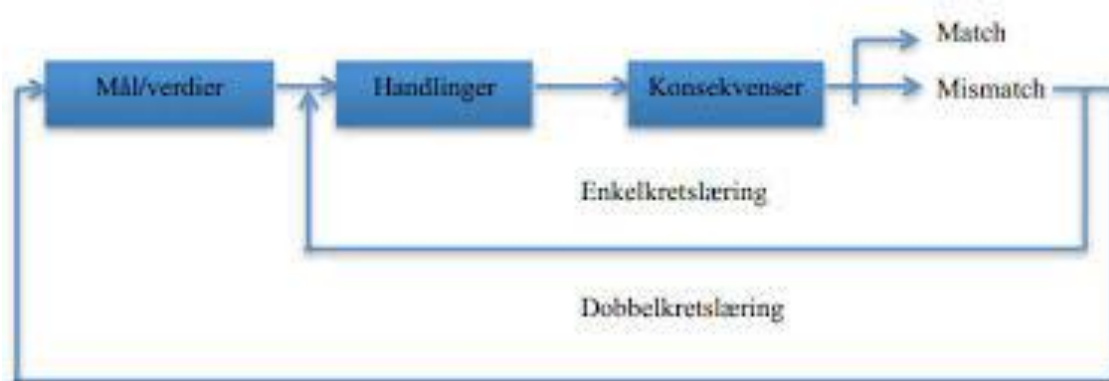 Mål/verdier
Handlinger
Konsekvenser
Match
Mismatch
Enkelkretslæring
Dobbelkretslæring